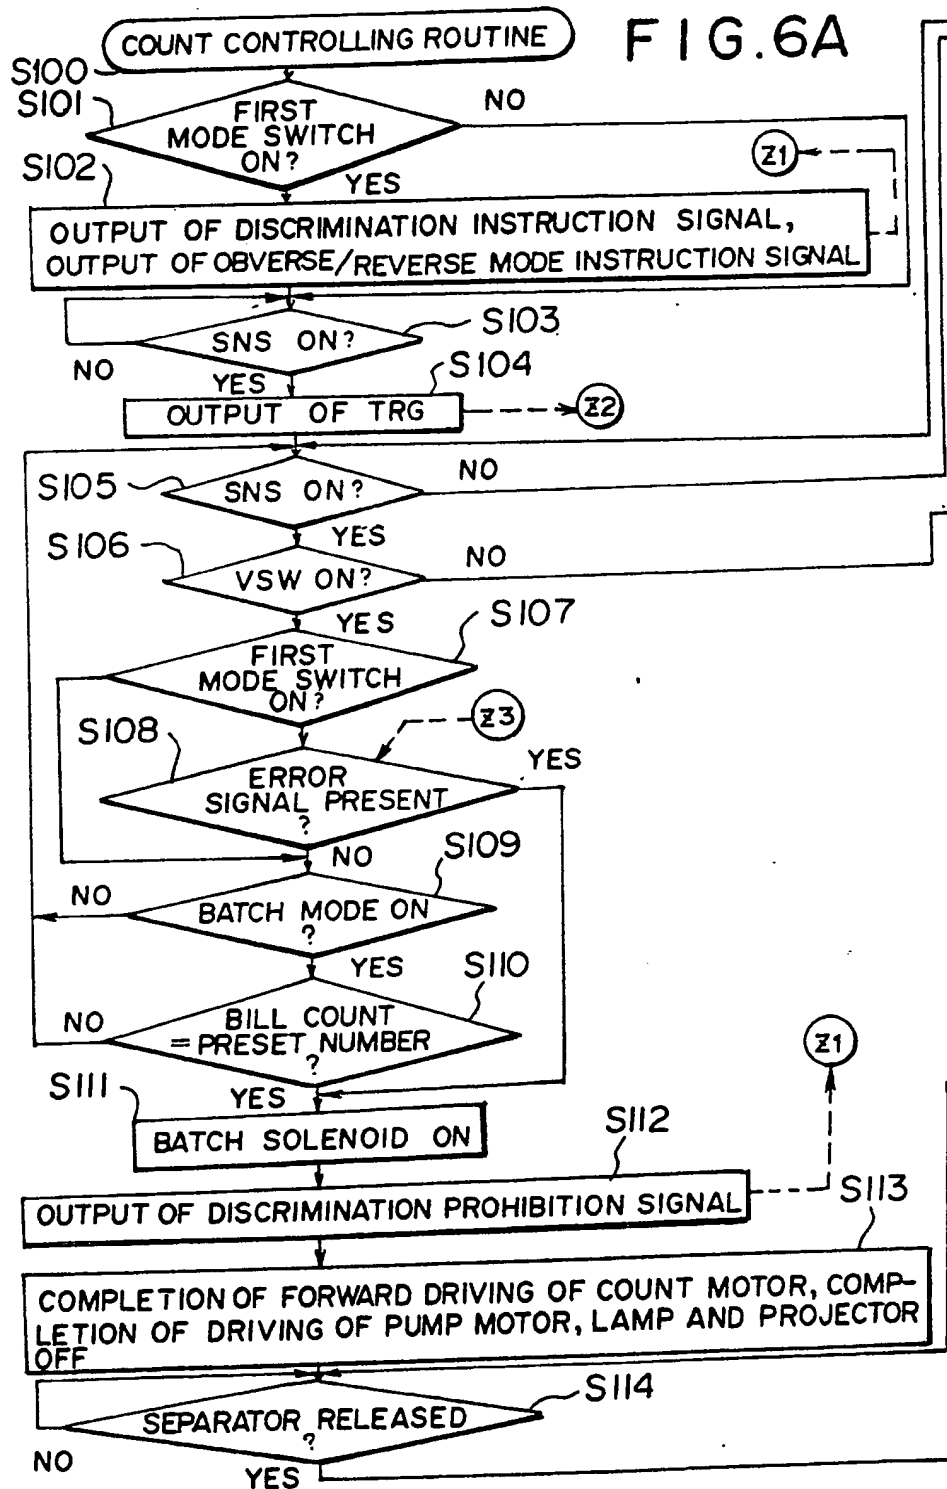 COUNT CONTROLLING ROUTINE
FIG.6A
S100
S101
FIRST
MODE SWITCH
ON?
NO
YES
Z1
S102
OUTPUT OF DISCRIMINATION INSTRUCTION SIGNAL,
OUTPUT OF OBVERSE/REVERSE MODE INSTRUCTION SIGNAL
S103
SNS ON?
NO
YES
S104
OUTPUT OF TRG
Z2
S105
SNS ON?
NO
YES
S106
VSW ON?
NO
YES
S107
FIRST
MODE SWITCH
ON?
Z3
S108
ERROR
SIGNAL PRESENT
?
YES
NO
S109
BATCH MODE ON
?
NO
YES
S110
BILL COUNT
=PRESET NUMBER
?
NO
YES
Z1
S111
BATCH SOLENOID ON
S112
OUTPUT OF DISCRIMINATION PROHIBITION SIGNAL
S113
COMPLETION OF FORWARD DRIVING OF COUNT MOTOR, COMP-
LETION OF DRIVING OF PUMP MOTOR, LAMP AND PROJECTOR
OFF
S114
SEPARATOR RELEASED
?
NO
YES